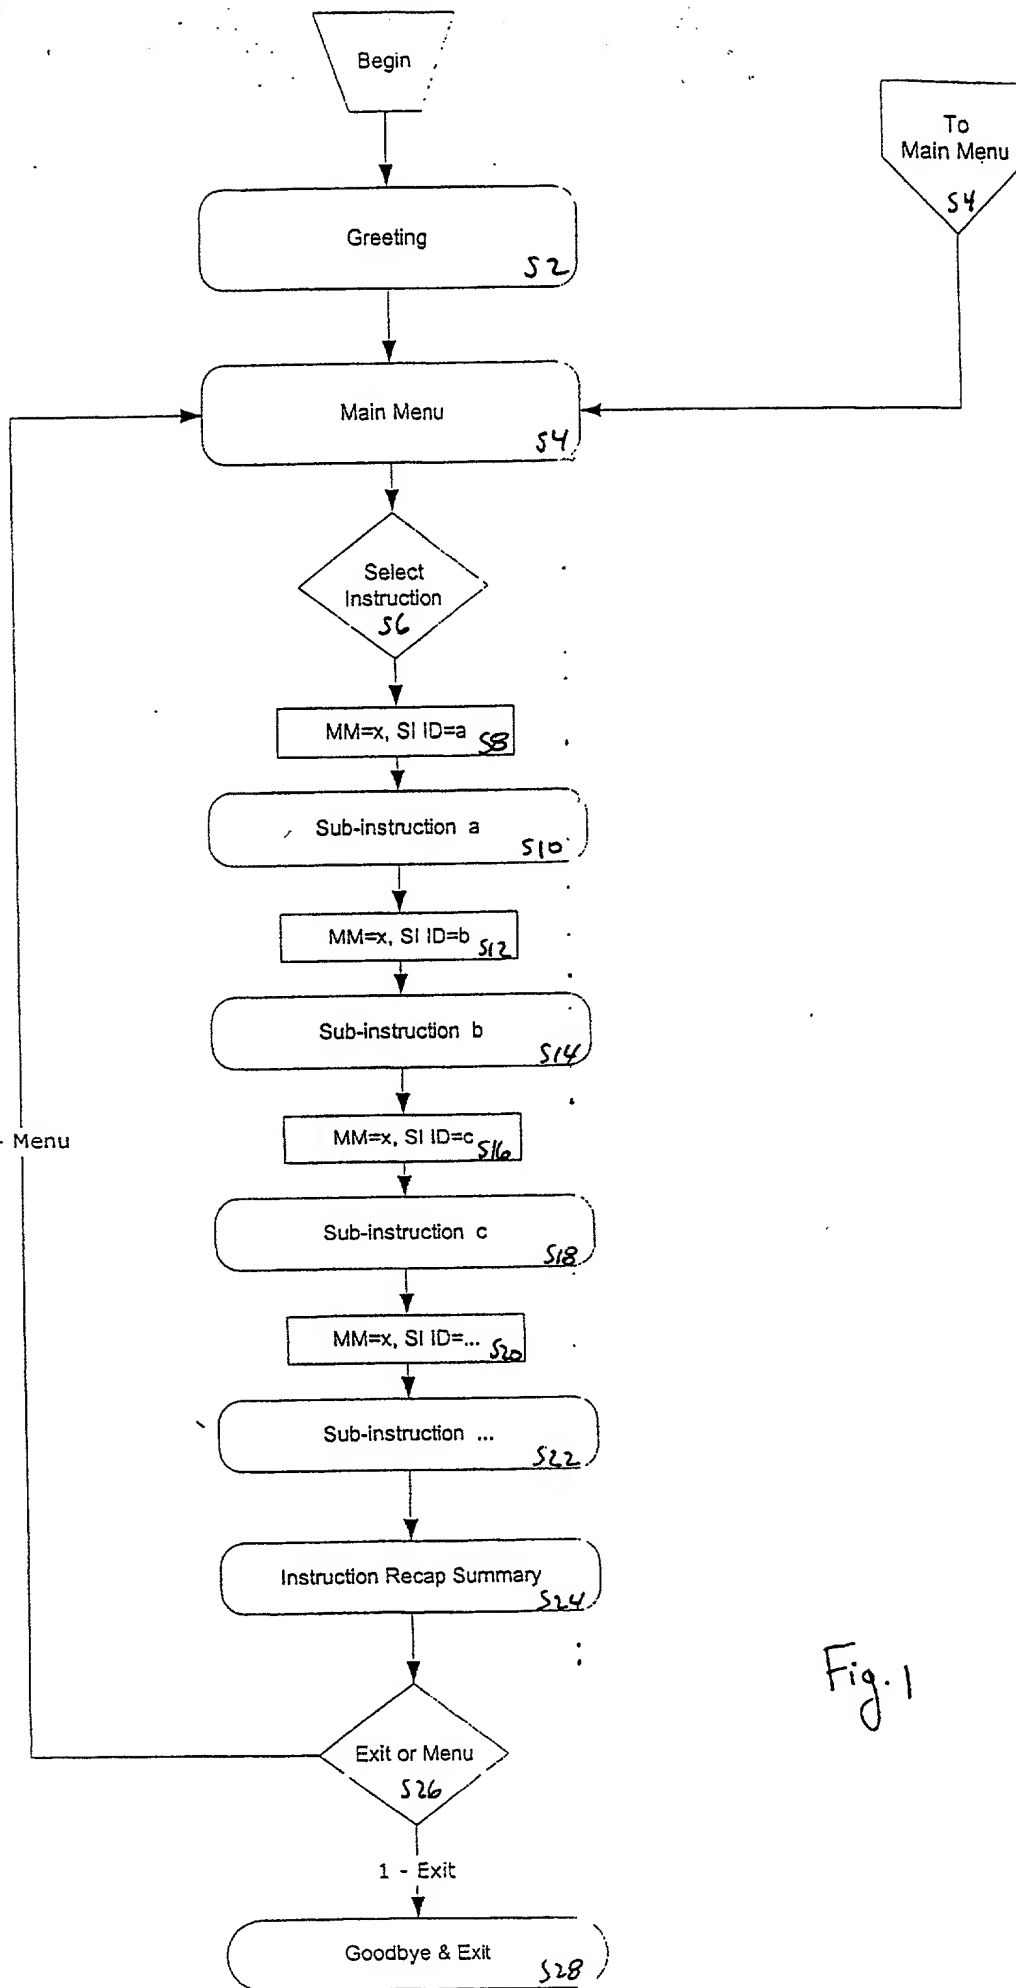 Begin
To
Main Menu
S4
Greeting
S2
Main Menu
S4
Select
Instruction
S6
MM=x, SI ID=a
S8
Sub-instruction a
S10
MM=x, SI ID=b
S12
Sub-instruction b
S14
- Menu
MM=x, SI ID=c
S16
Sub-instruction c
S18
MM=x, SI ID=...
S20
Sub-instruction ...
S22
Instruction Recap Summary
S24
Fig. 1
Exit or Menu
S26
1 - Exit
Goodbye & Exit
S28